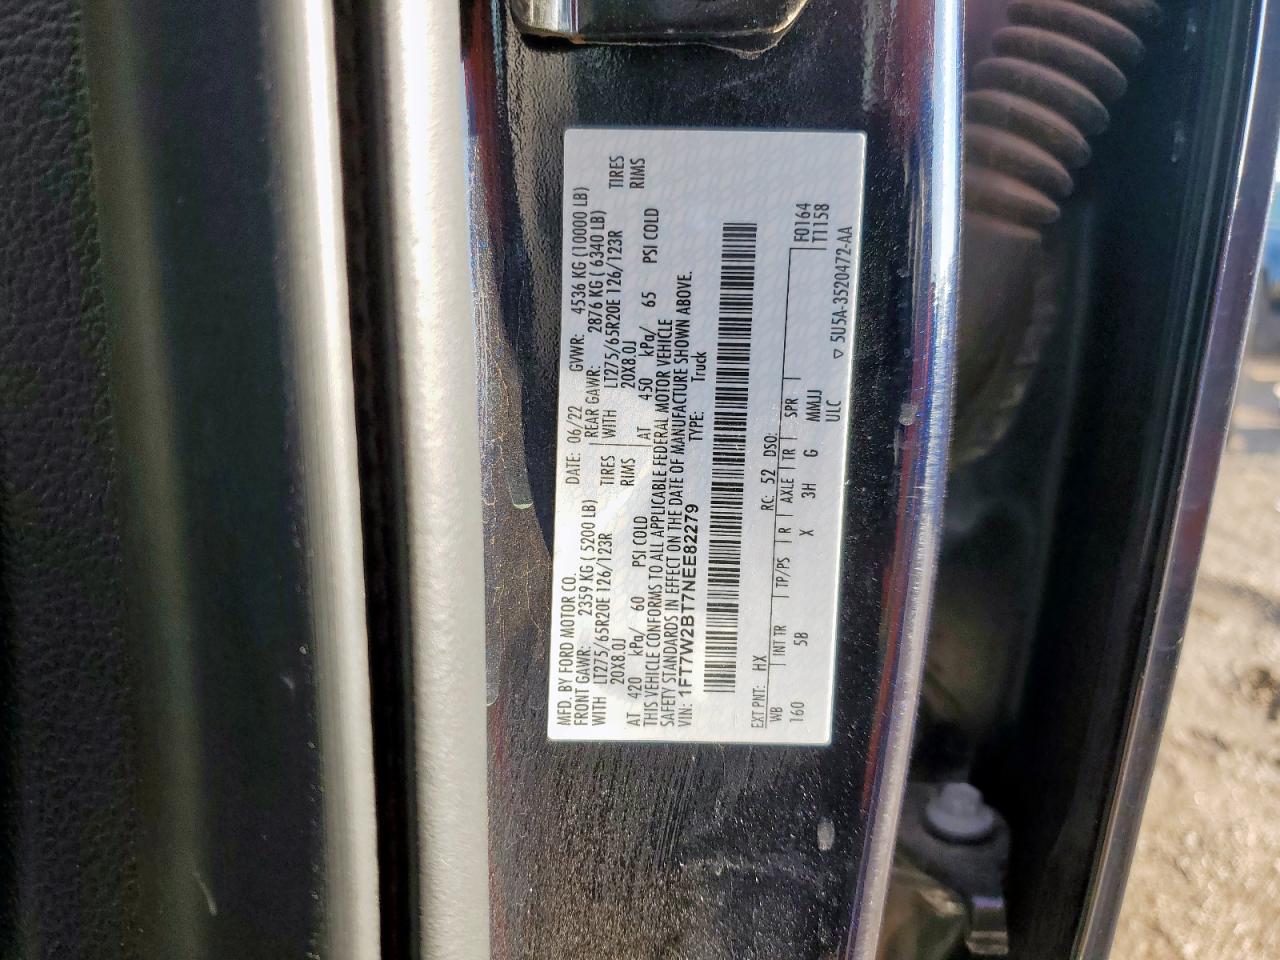 MFD. BY FORD MOTOR CO. DATE: 06/22 GVWR: 4536 KG (10000 LB)
FRONT GAWR: 2359 KG ( 5200 LB) REAR GAWR: 2876 KG ( 6340 LB)
WITH LT275/65R20E 126/123R TIRES WITH LT275/65R20E 126/123R TIRES
20X8.0J RIMS 20X8.0J RIMS
AT 420 kPa/ 60 PSI COLD AT 450 kPa/ 65 PSI COLD
THIS VEHICLE CONFORMS TO ALL APPLICABLE FEDERAL MOTOR VEHICLE
SAFETY STANDARDS IN EFFECT ON THE DATE OF MANUFACTURE SHOWN ABOVE.
VIN: 1FT7W2BT7NEE82279 TYPE: Truck
EXT PNT: HX RC: 52 DSO:
WB INT TR TP/PS R AXLE TR SPR F0164
160 5B X 3H G MMUJ T1158
ULC ▽ 5U5A-3520472-AA